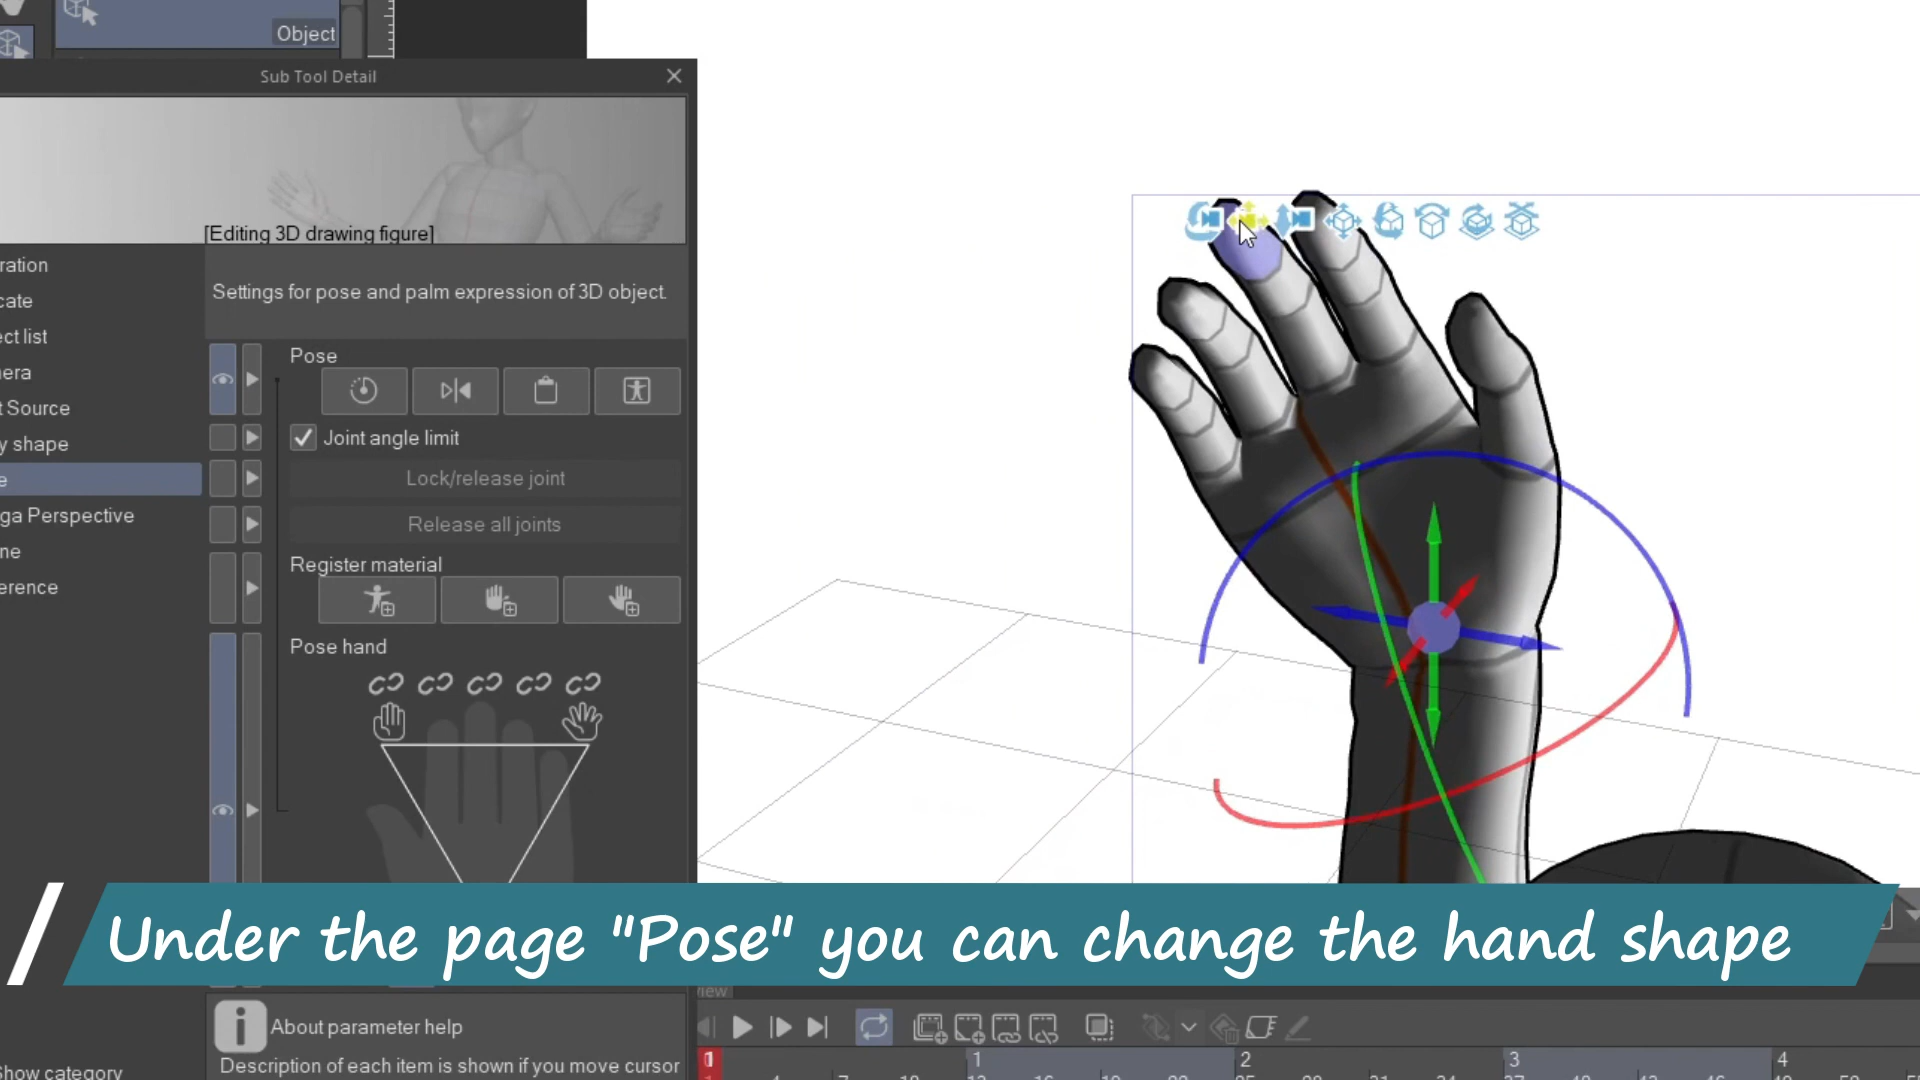 Object
Sub Tool Detail
[Editing 3D drawing figure]
ration
Settings for pose and palm expression of 3D object.
cate
ect list
era
t Source
y shape
e
ga Perspective
ne
erence
Pose
Joint angle limit
Lock/release joint
Release all joints
Register material
Pose hand
Under the page "Pose" you can change the hand shape
About parameter help
Description of each item is shown if you move cursor
Show category
1
2
3
4